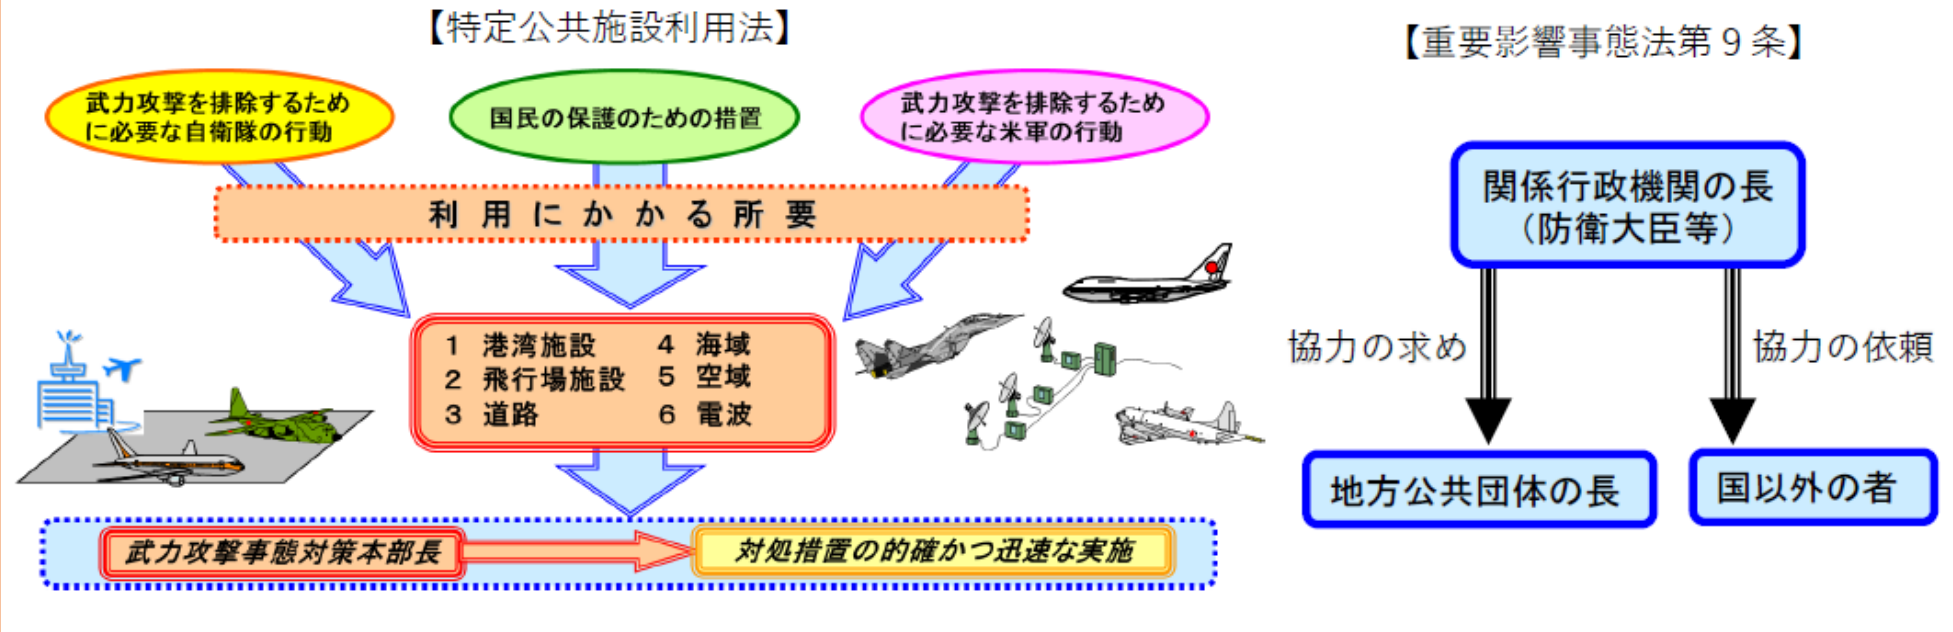 【特定公共施設利用法】
武力攻撃を排除するため
に必要な自衛隊の行動
国民の保護のための措置
武力攻撃を排除するため
に必要な米軍の行動
利用にかかる所要
1 港湾施設
2 飛行場施設
3 道路
4 海域
5 空域
6 電波
武力攻撃事態対策本部長
対処措置の的確かつ迅速な実施
【重要影響事態法第9条】
関係行政機関の長
（防衛大臣等）
協力の求め
協力の依頼
地方公共団体の長
国以外の者